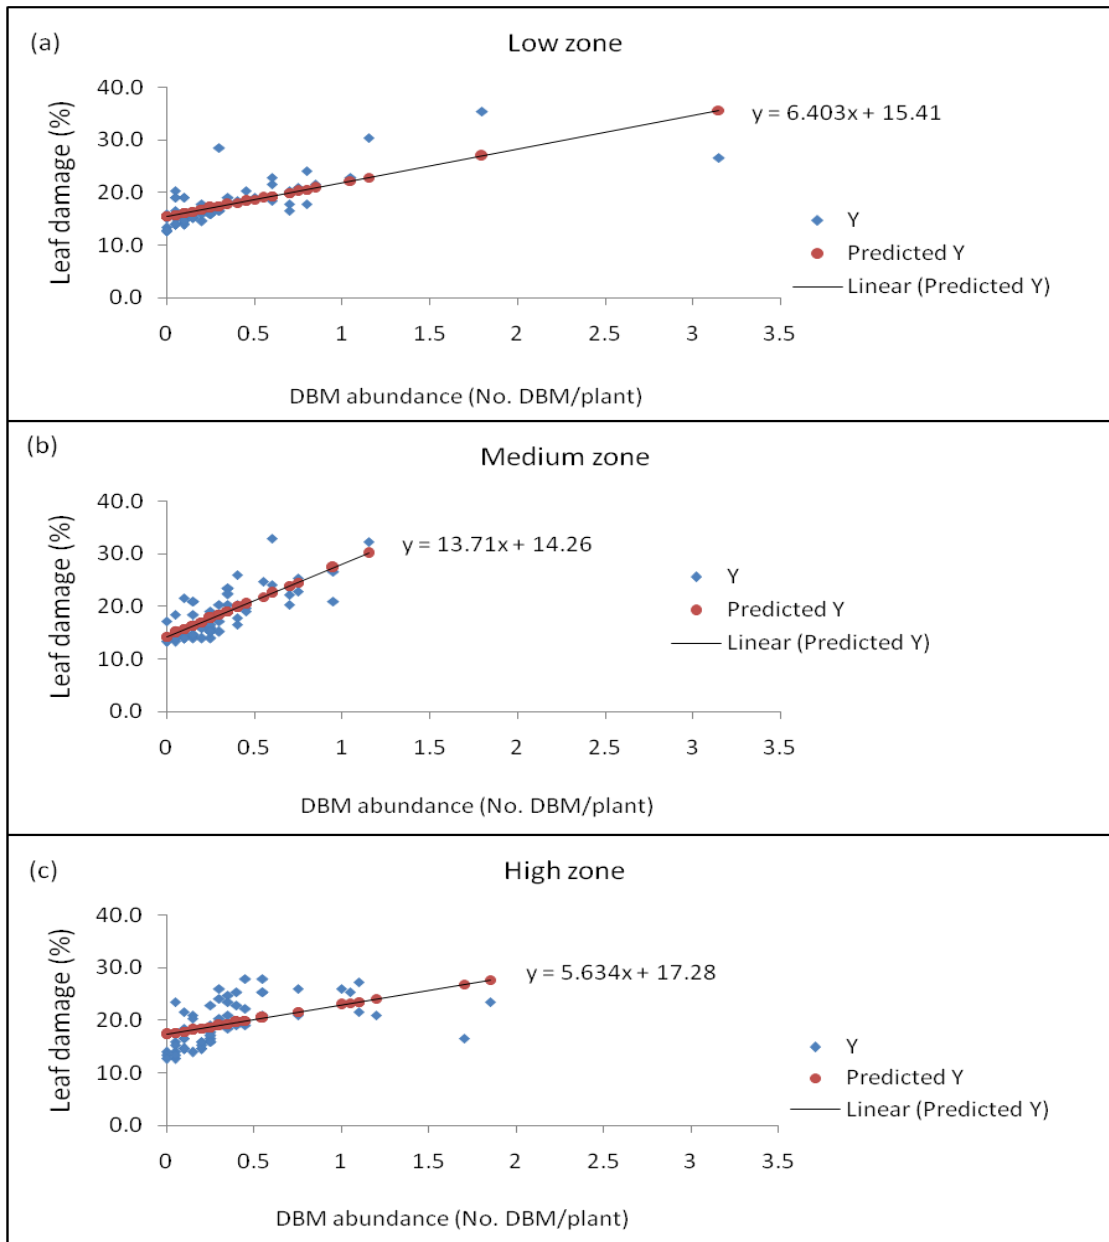 (a)
Low zone
Leaf damage (%)
40.0
30.0
20.0
10.0
0.0
y = 6.403x + 15.41
Y
Predicted Y
Linear (Predicted Y)
0 0.5 1 1.5 2 2.5 3 3.5
DBM abundance (No. DBM/plant)
(b)
Medium zone
Leaf damage (%)
40.0
30.0
20.0
10.0
0.0
y = 13.71x + 14.26
Y
Predicted Y
Linear (Predicted Y)
0 0.5 1 1.5 2 2.5 3 3.5
DBM abundance (No. DBM/plant)
(c)
High zone
Leaf damage (%)
40.0
30.0
20.0
10.0
0.0
y = 5.634x + 17.28
Y
Predicted Y
Linear (Predicted Y)
0 0.5 1 1.5 2 2.5 3 3.5
DBM abundance (No. DBM/plant)